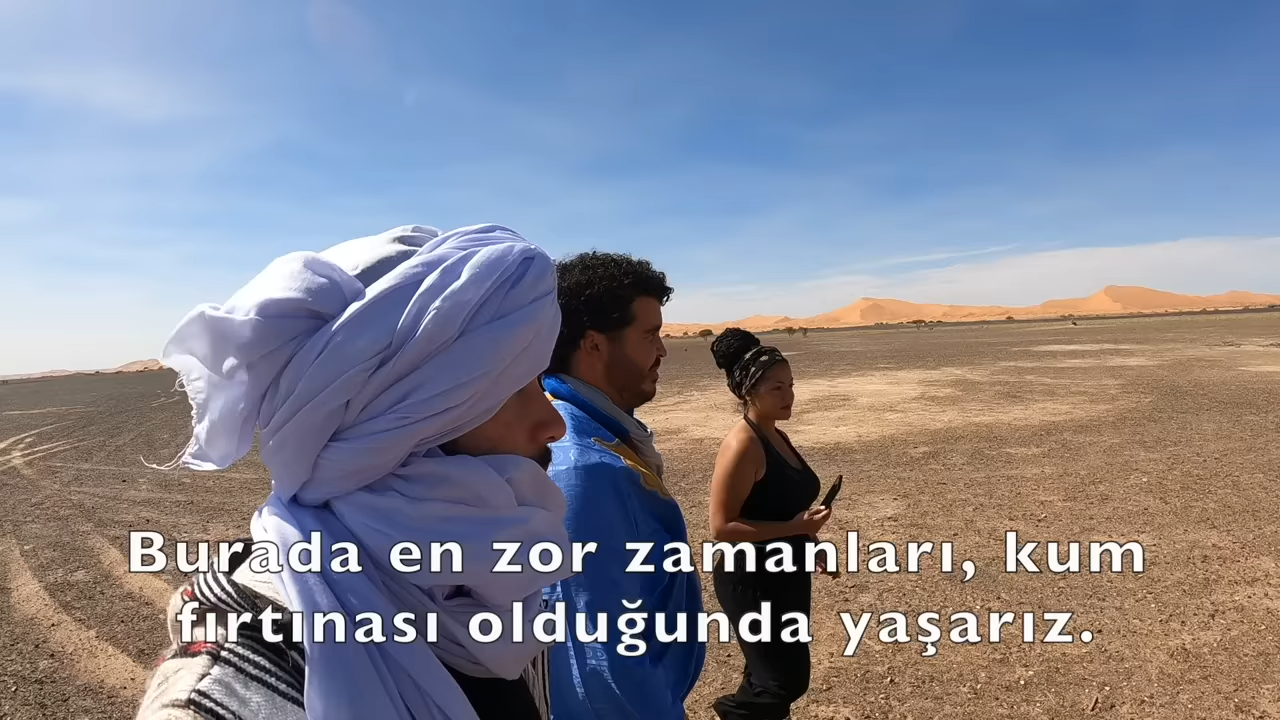 Burada en zor zamanları, kum
fırtınası olduğunda yaşarız.